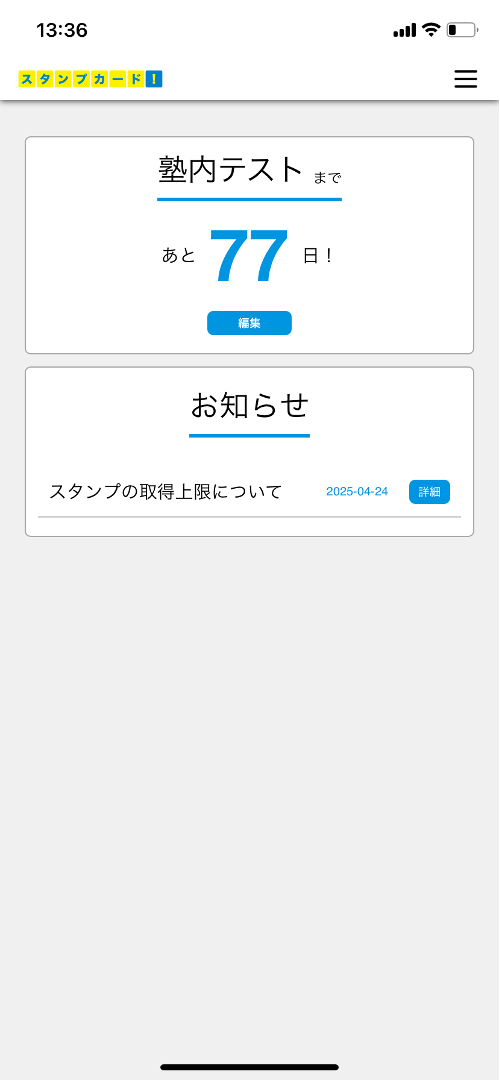 13:36
スタンプカード!
塾内テスト まで
あと 77 日!
編集
お知らせ
スタンプの取得上限について 2025-04-24 詳細